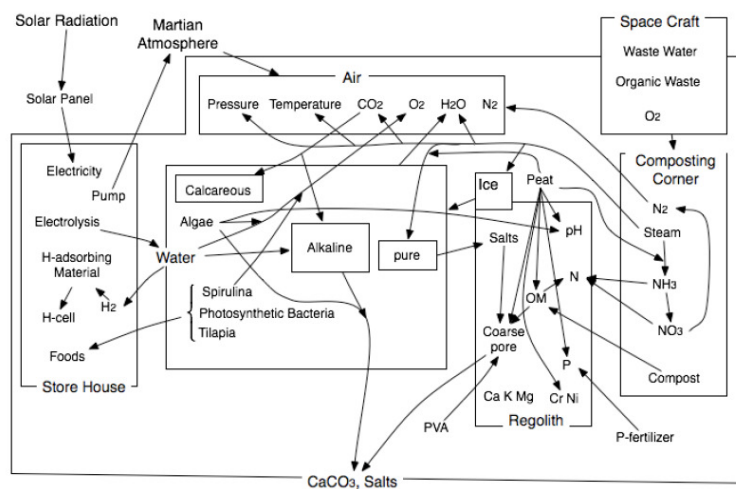 Solar Radiation
Martian
Atmosphere
Space Craft
Waste Water
Organic Waste
O2
Solar Panel
Air
Pressure
Temperature
CO2
O2
H2O
N2
Electricity
Pump
Electrolysis
H-adsorbing
Material
H2
H-cell
Foods
Store House
Water
Calcareous
Algae
Alkaline
pure
Spirulina
Photosynthetic Bacteria
Tilapia
Ice
Peat
Salts
pH
N
OM
Coarse
pore
P
Ca K Mg
Cr Ni
Regolith
Composting
Corner
N2
Steam
NH3
NO3
Compost
PVA
P-fertilizer
CaCO3, Salts